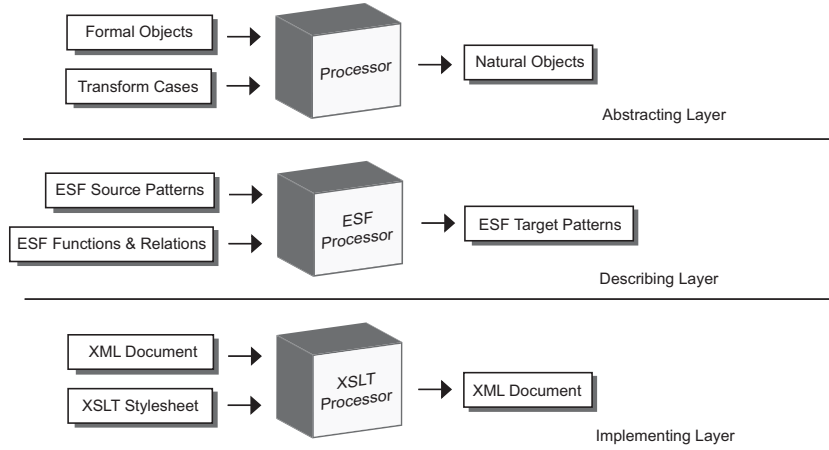 Formal Objects
Transform Cases
Processor
Natural Objects
Abstracting Layer
ESF Source Patterns
ESF Functions & Relations
ESF
Processor
ESF Target Patterns
Describing Layer
XML Document
XSLT Stylesheet
XSLT
Processor
XML Document
Implementing Layer